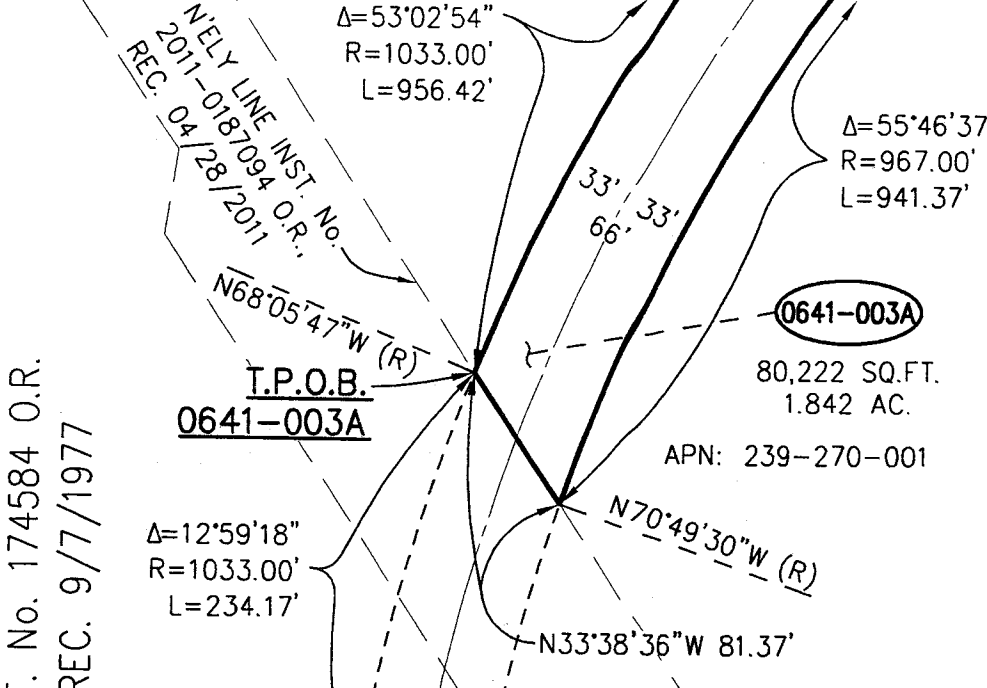 Δ=53°02'54"
R=1033.00'
L=956.42'
N'ELY LINE INST. No.
2011-0187094 O.R.,
REC. 04/28/2011
Δ=55°46'37
R=967.00'
L=941.37'
33' 33'
66'
N68°05'47"W (R)
0641-003A
T.P.O.B.
0641-003A
80,222 SQ.FT.
1.842 AC.
APN: 239-270-001
N70°49'30"W (R)
Δ=12°59'18"
R=1033.00'
L=234.17'
N33°38'36"W 81.37'
. No. 174584 O.R.
REC. 9/7/1977